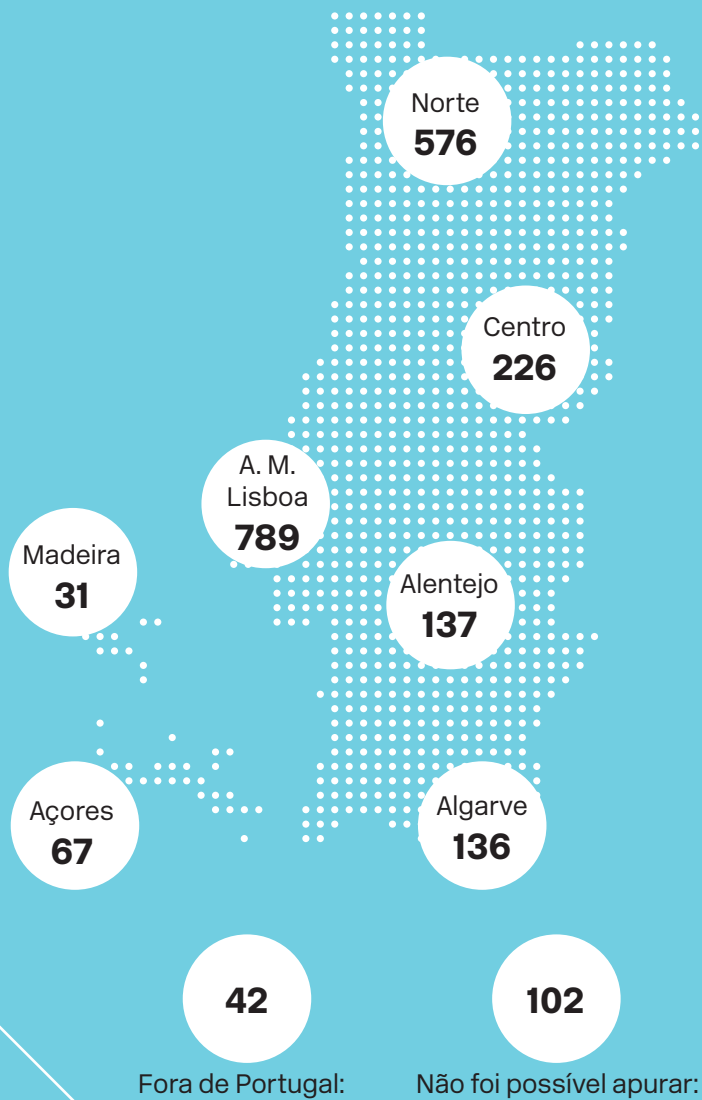 Norte
576
Centro
226
A. M.
Lisboa
789
Madeira
31
Alentejo
137
Açores
67
Algarve
136
42
Fora de Portugal:
102
Não foi possível apurar: